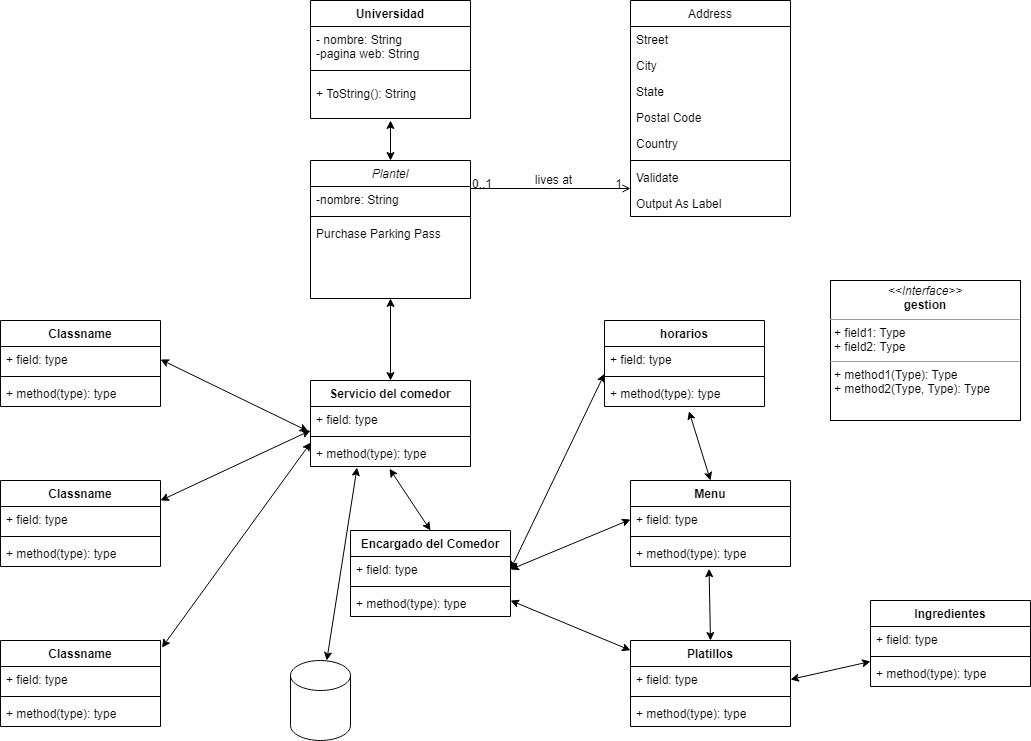 Universidad
- nombre: String
-pagina web: String
+ ToString(): String
Address
Street
City
State
Postal Code
Country
Validate
Output As Label
Plantel
-nombre: String
Purchase Parking Pass
0..1
lives at
1
<<Interface>>
gestion
+ field1: Type
+ field2: Type
+ method1(Type): Type
+ method2(Type, Type): Type
Classname
+ field: type
+ method(type): type
horarios
+ field: type
+ method(type): type
Servicio del comedor
+ field: type
+ method(type): type
Classname
+ field: type
+ method(type): type
Menu
+ field: type
+ method(type): type
Encargado del Comedor
+ field: type
+ method(type): type
Ingredientes
+ field: type
+ method(type): type
Classname
+ field: type
+ method(type): type
Platillos
+ field: type
+ method(type): type